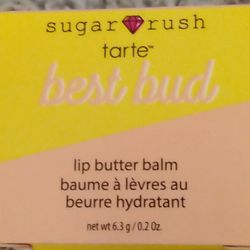 sugar rush
tarte™
best bud
lip butter balm
baume à lèvres au
beurre hydratant
net wt 6.3 g / 0.2 Oz.